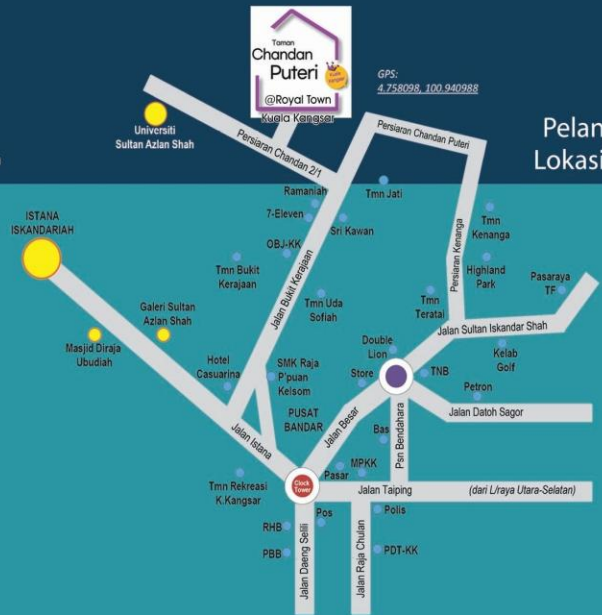 Taman
Chandan
Puteri
Kuala
Kangsar
@Royal Town
Kuala Kangsar
GPS:
4.758098, 100.940988
Pelan
Lokasi
Universiti
Sultan Azlan Shah
Persiaran Chandan 2/1
Persiaran Chandan Puteri
ISTANA
ISKANDARIAH
Ramaniah
7-Eleven
OBJ-KK
Sri Kawan
Tmn Jati
Tmn Bukit
Kerajaan
Jalan Bukit Kerajaan
Tmn Uda
Sofiah
Persiaran Kenanga
Tmn
Kenanga
Highland
Park
Pasaraya
TF
Tmn
Teratai
Jalan Sultan Iskandar Shah
Kelab
Golf
Masjid Diraja
Ubudiah
Galeri Sultan
Azlan Shah
Hotel
Casuarina
SMK Raja
P'puan
Kelsom
Double
Lion
Store
TNB
Petron
Jalan Datoh Sagor
PUSAT
BANDAR
Jalan Besar
Bas
Psn Bendahara
Jalan Istana
Tmn Rekreasi
K.Kangsar
Clock
Tower
Pasar
MPKK
Jalan Taiping
(dari L/raya Utara-Selatan)
RHB
PBB
Pos
Jalan Daeng Selili
Jalan Raja Chulan
Polis
PDT-KK